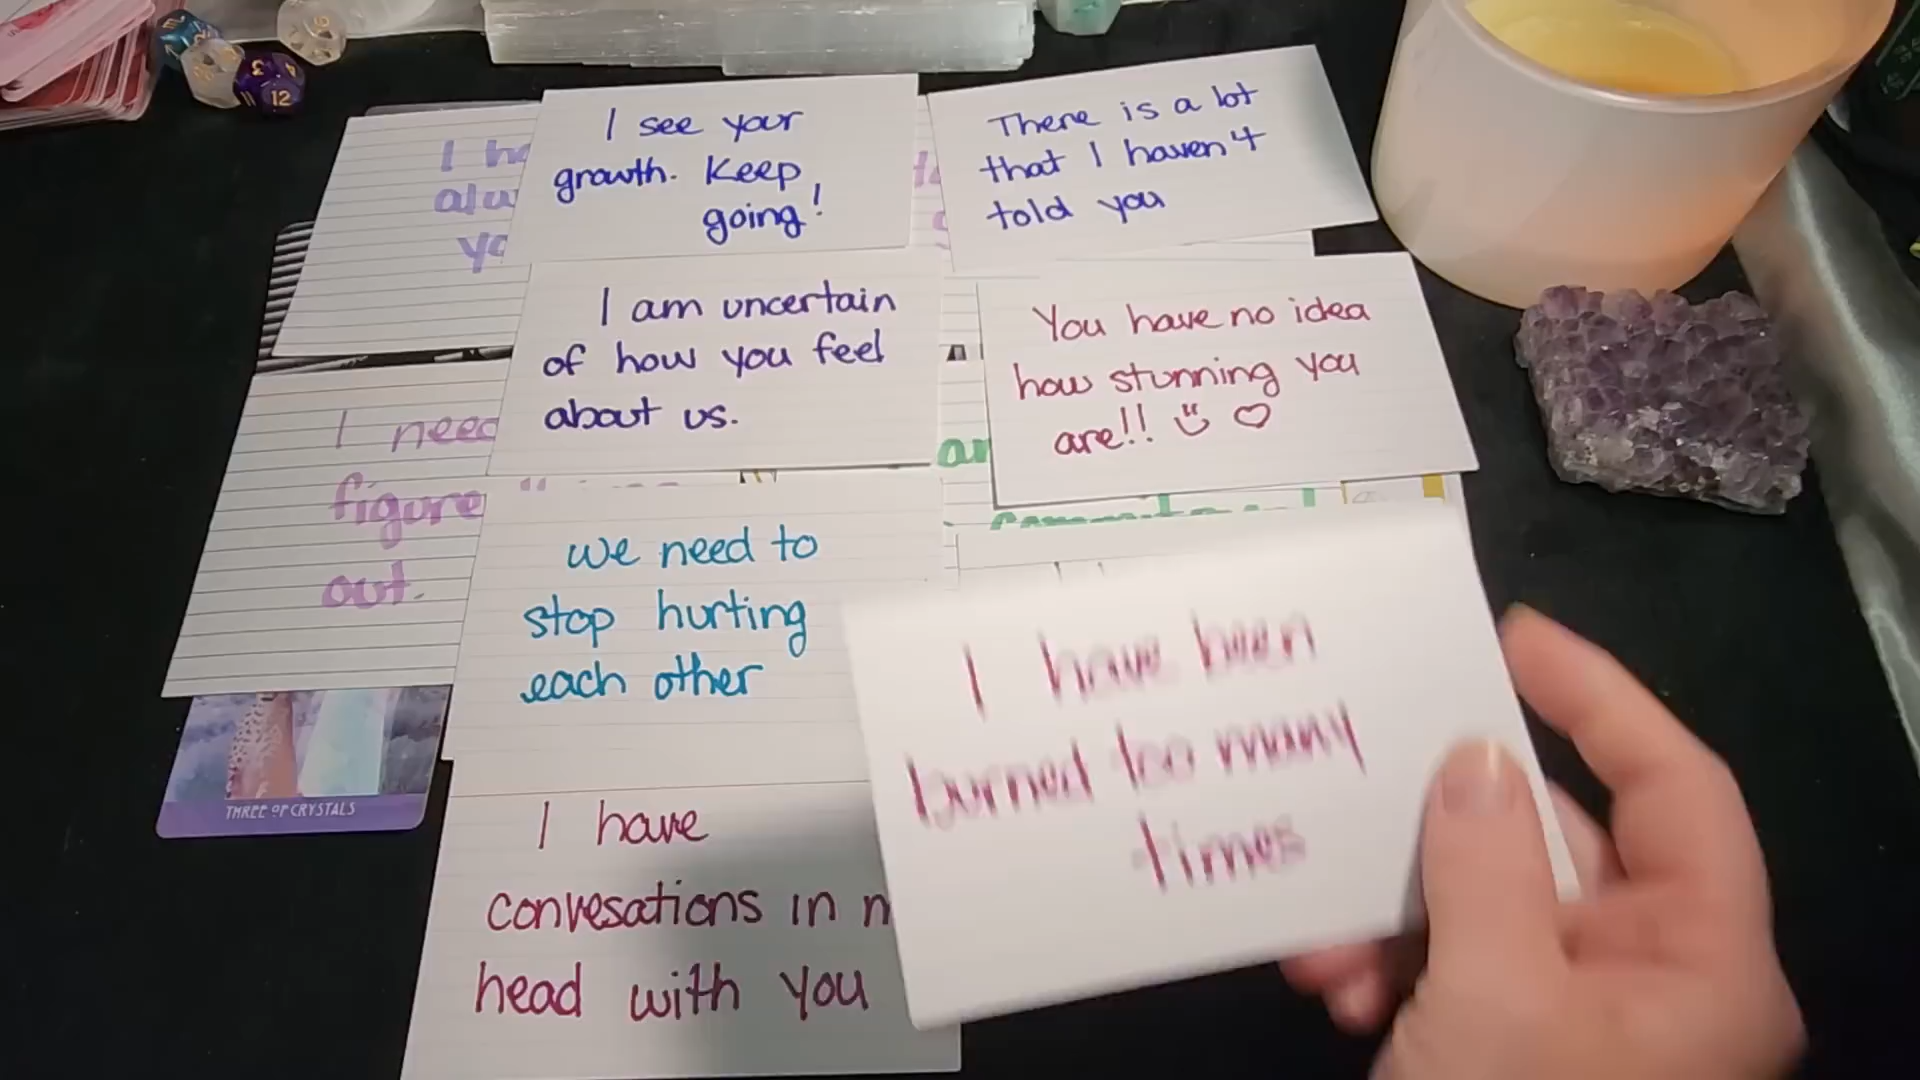 I see your
growth. Keep
going!
There is a lot
that I haven't
told you
I am uncertain
of how you feel
about us.
You have no idea
how stunning you
are!!
I need
figure
out.
we need to
stop hurting
each other
I have been
burned too many
times
THREE OF CRYSTALS
I have
convesations in
head with you
12